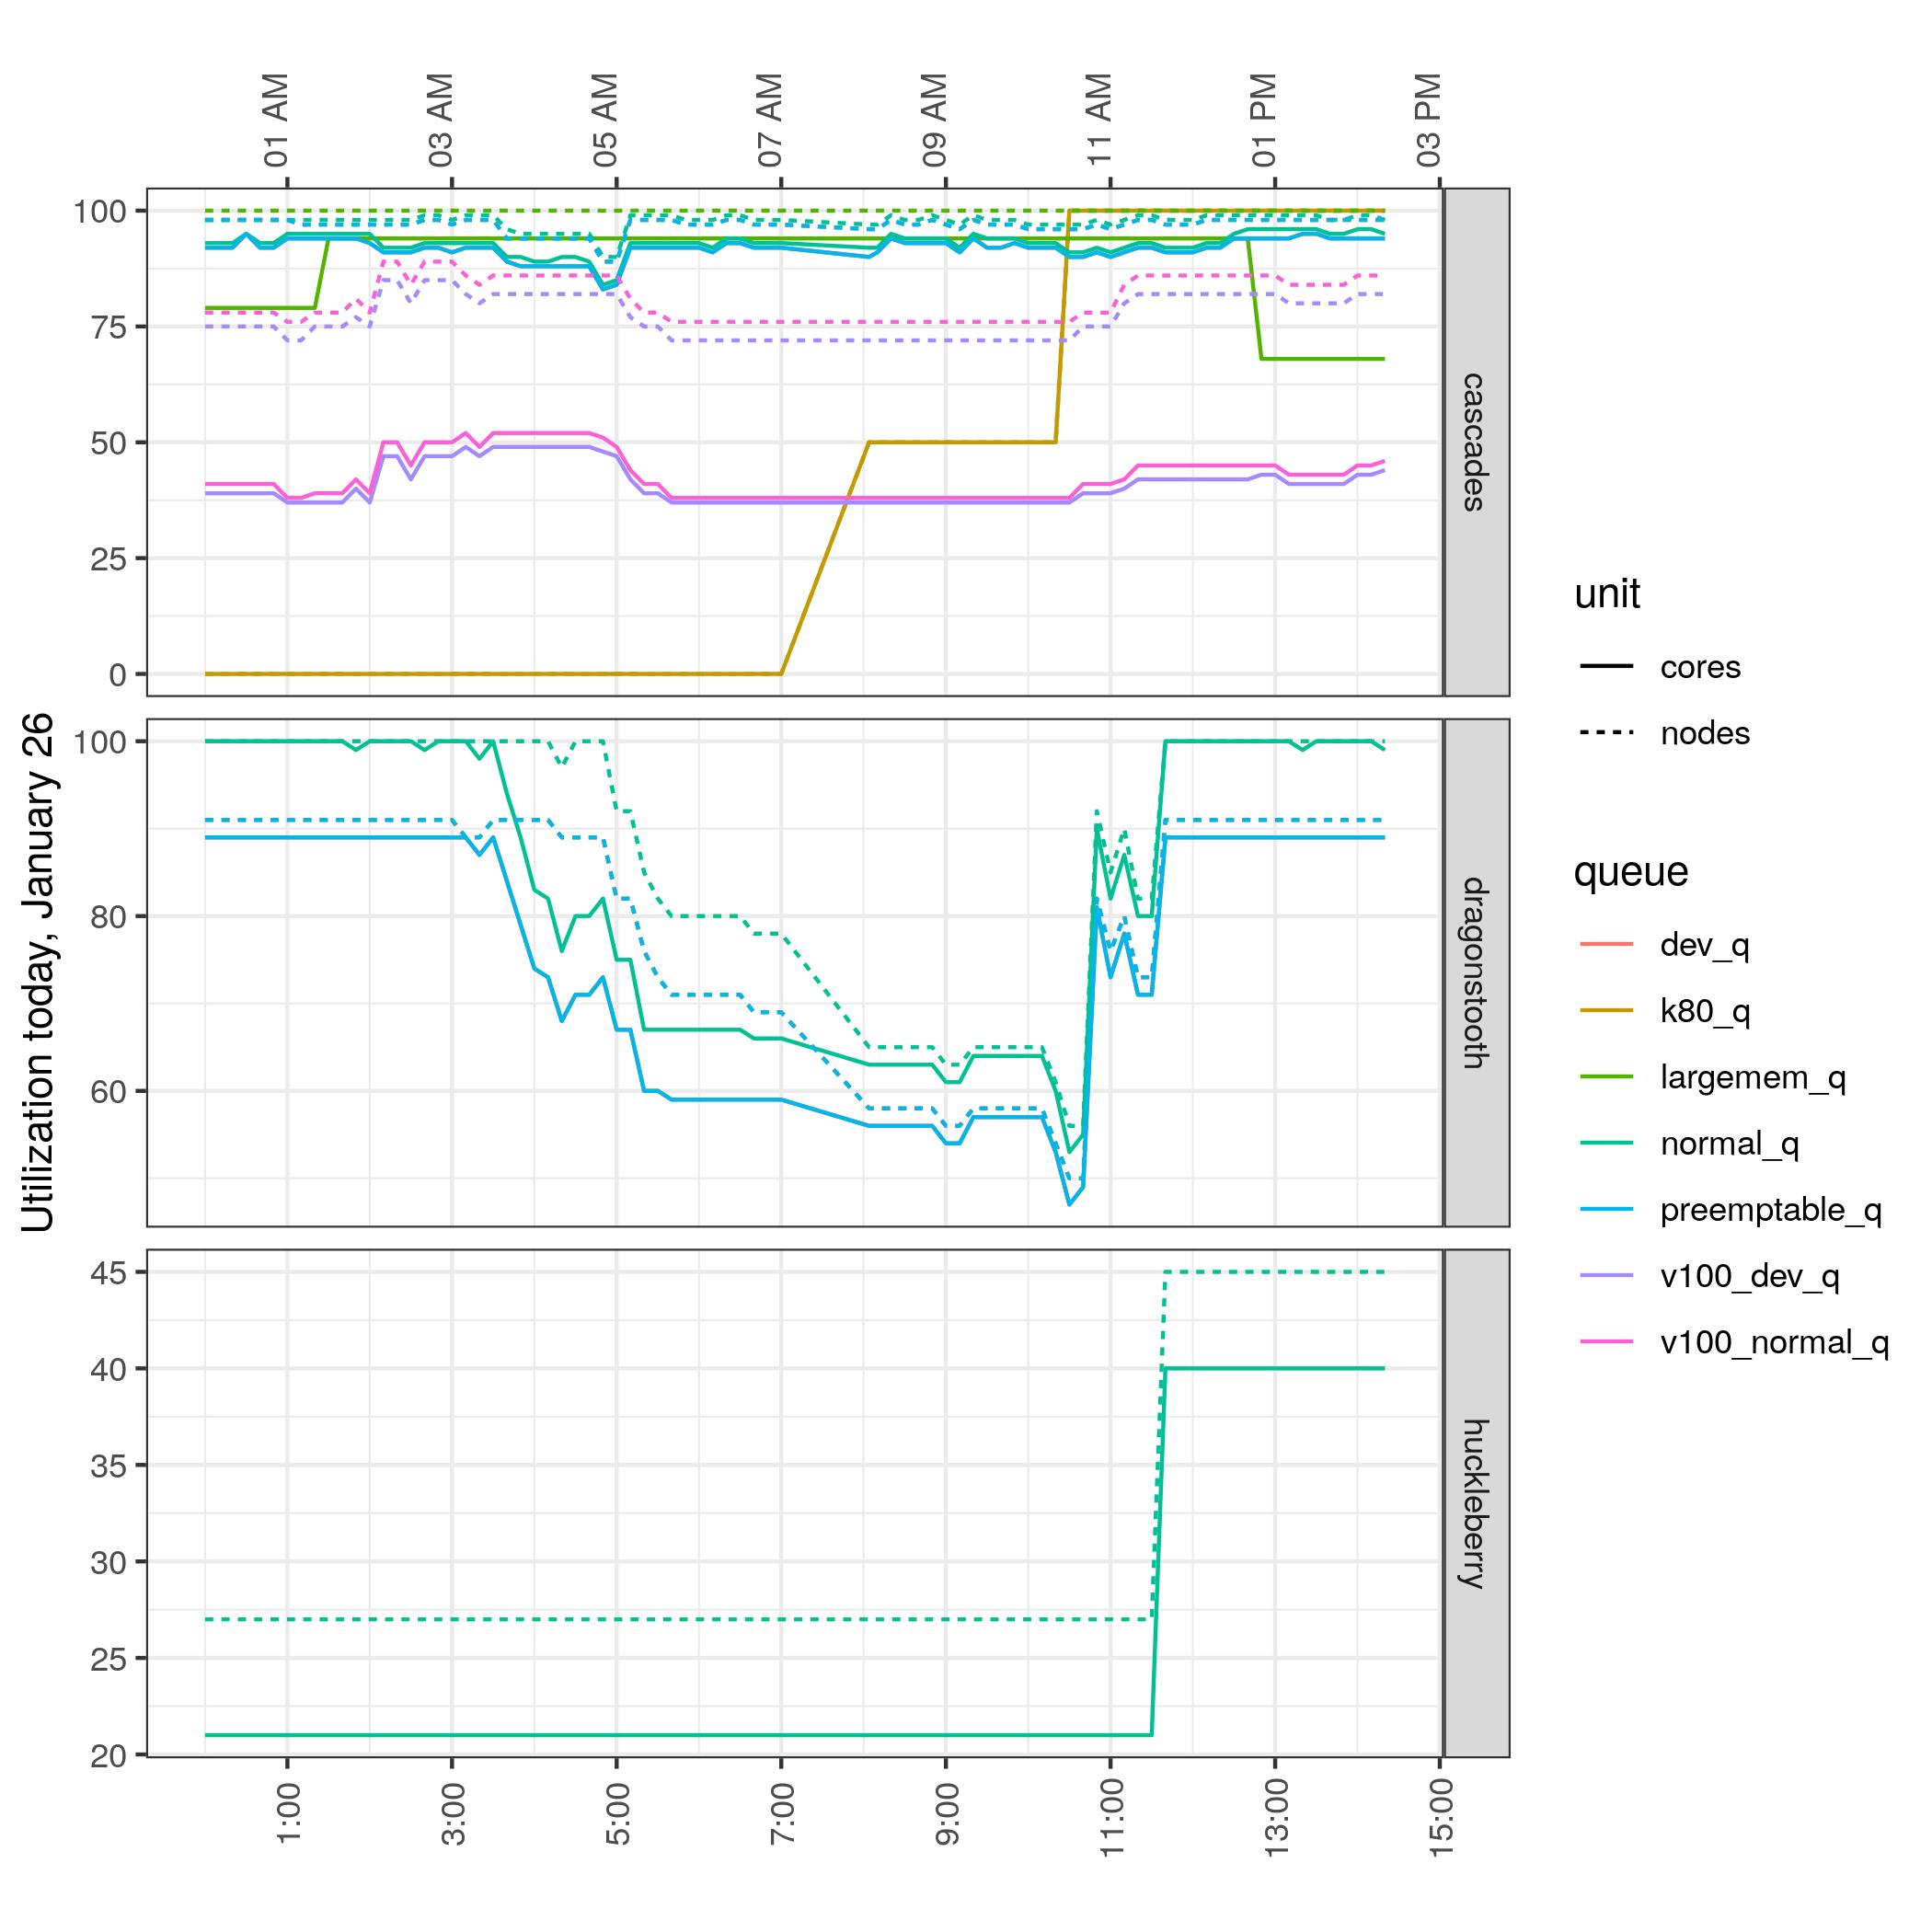 01 AM
03 AM
05 AM
07 AM
09 AM
11 AM
01 PM
03 PM
Utilization today, January 26
100
75
50
25
0
cascades
100
80
60
dragonstooth
45
40
35
30
25
20
huckleberry
1:00
3:00
5:00
7:00
9:00
11:00
13:00
15:00
unit
cores
nodes
queue
dev_q
k80_q
largemem_q
normal_q
preemptable_q
v100_dev_q
v100_normal_q